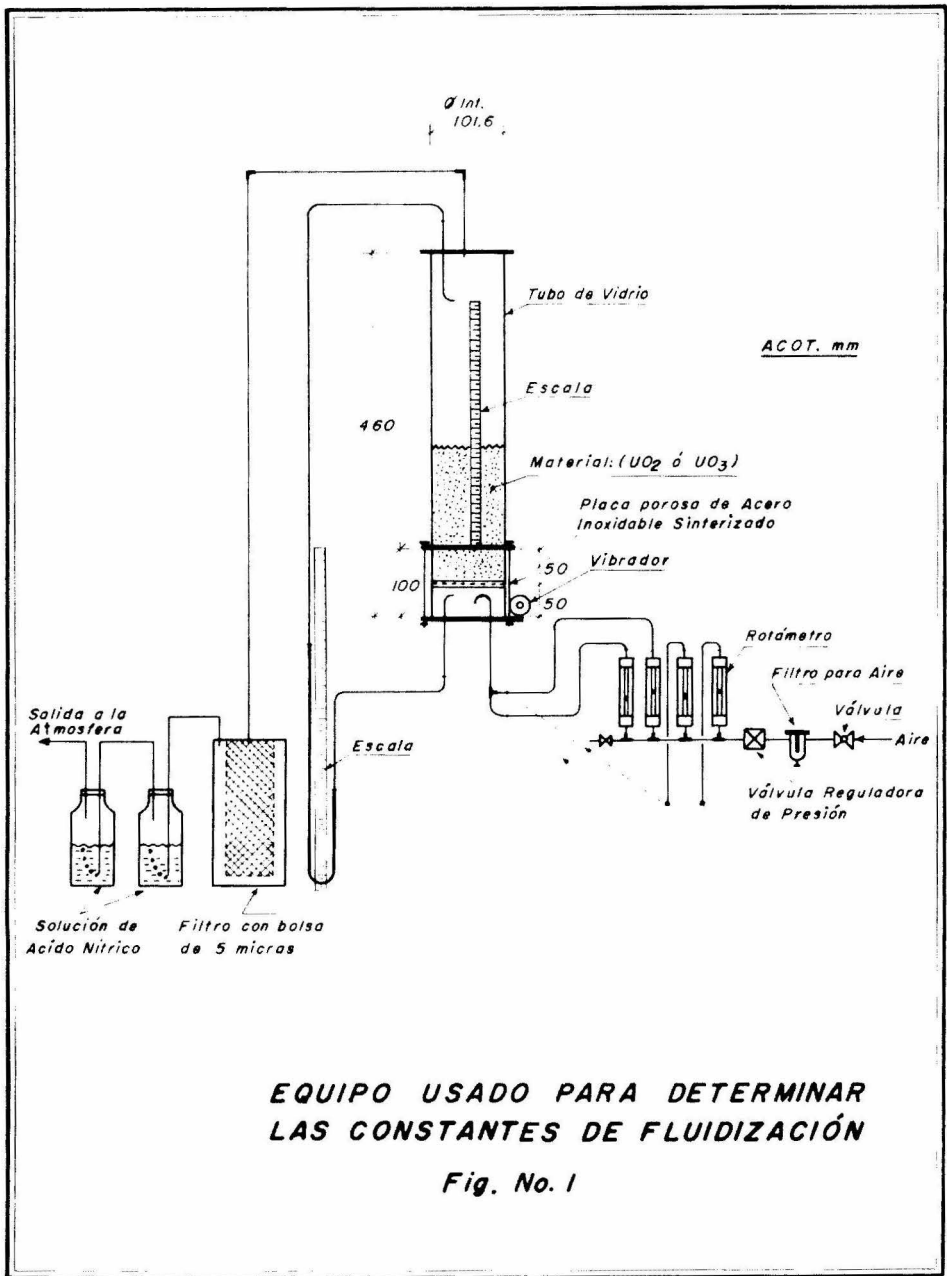 Ø Int.
101.6
Tubo de Vidrio
ACOT. mm
Escala
460
Material: (UO2 ó UO3)
Placa porosa de Acero
Inoxidable Sinterizado
50
Vibrador
100
50
Rotámetro
Filtro para Aire
Válvula
Aire
Salida a la
Atmosfera
Escala
Válvula Reguladora
de Presión
Solución de
Acido Nítrico
Filtro con bolsa
de 5 micras
EQUIPO USADO PARA DETERMINAR
LAS CONSTANTES DE FLUIDIZACIÓN
Fig. No. 1